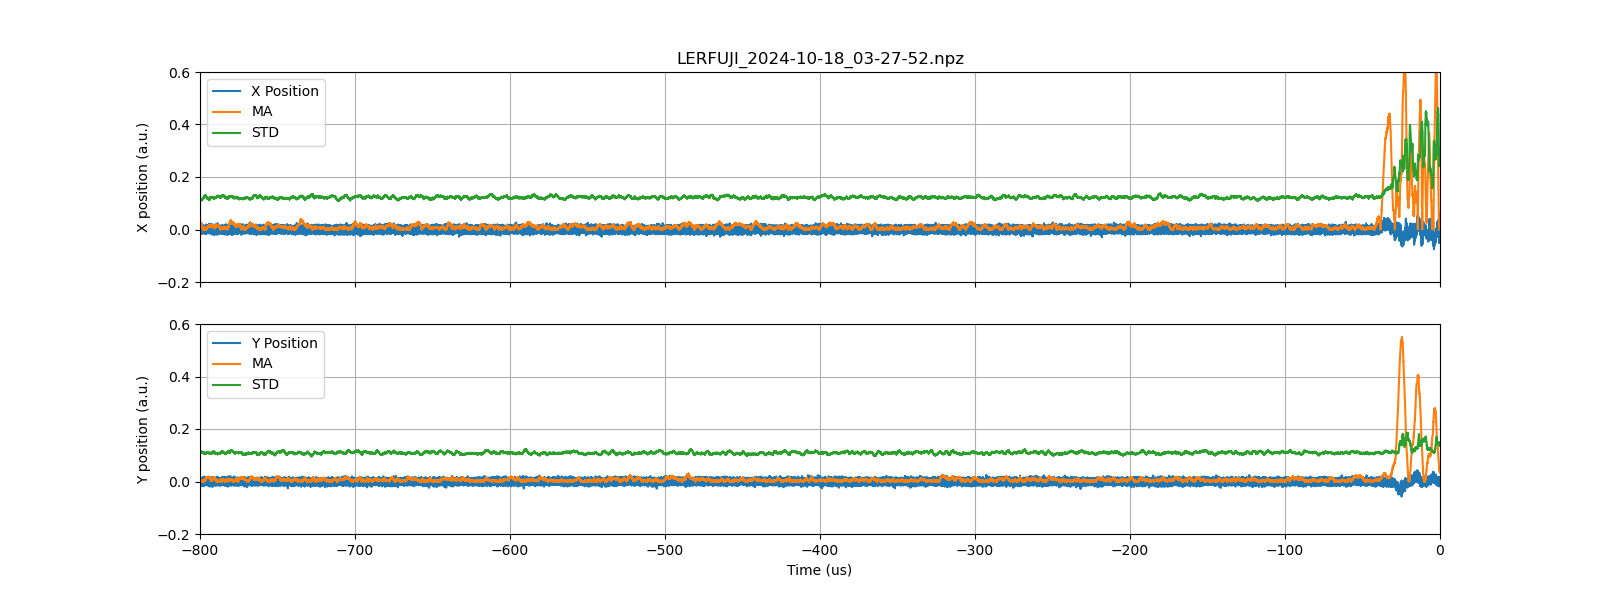 LERFUJI_2024-10-18_03-27-52.npz
X position (a.u.)
0.6
0.4
0.2
0.0
−0.2
X Position
MA
STD
Y position (a.u.)
0.6
0.4
0.2
0.0
−0.2
Y Position
MA
STD
−800 −700 −600 −500 −400 −300 −200 −100 0
Time (us)